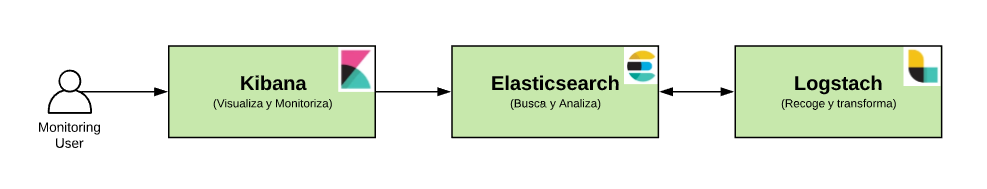 Monitoring
User
Kibana
(Visualiza y Monitoriza)
Elasticsearch
(Busca y Analiza)
Logstach
(Recoge y transforma)